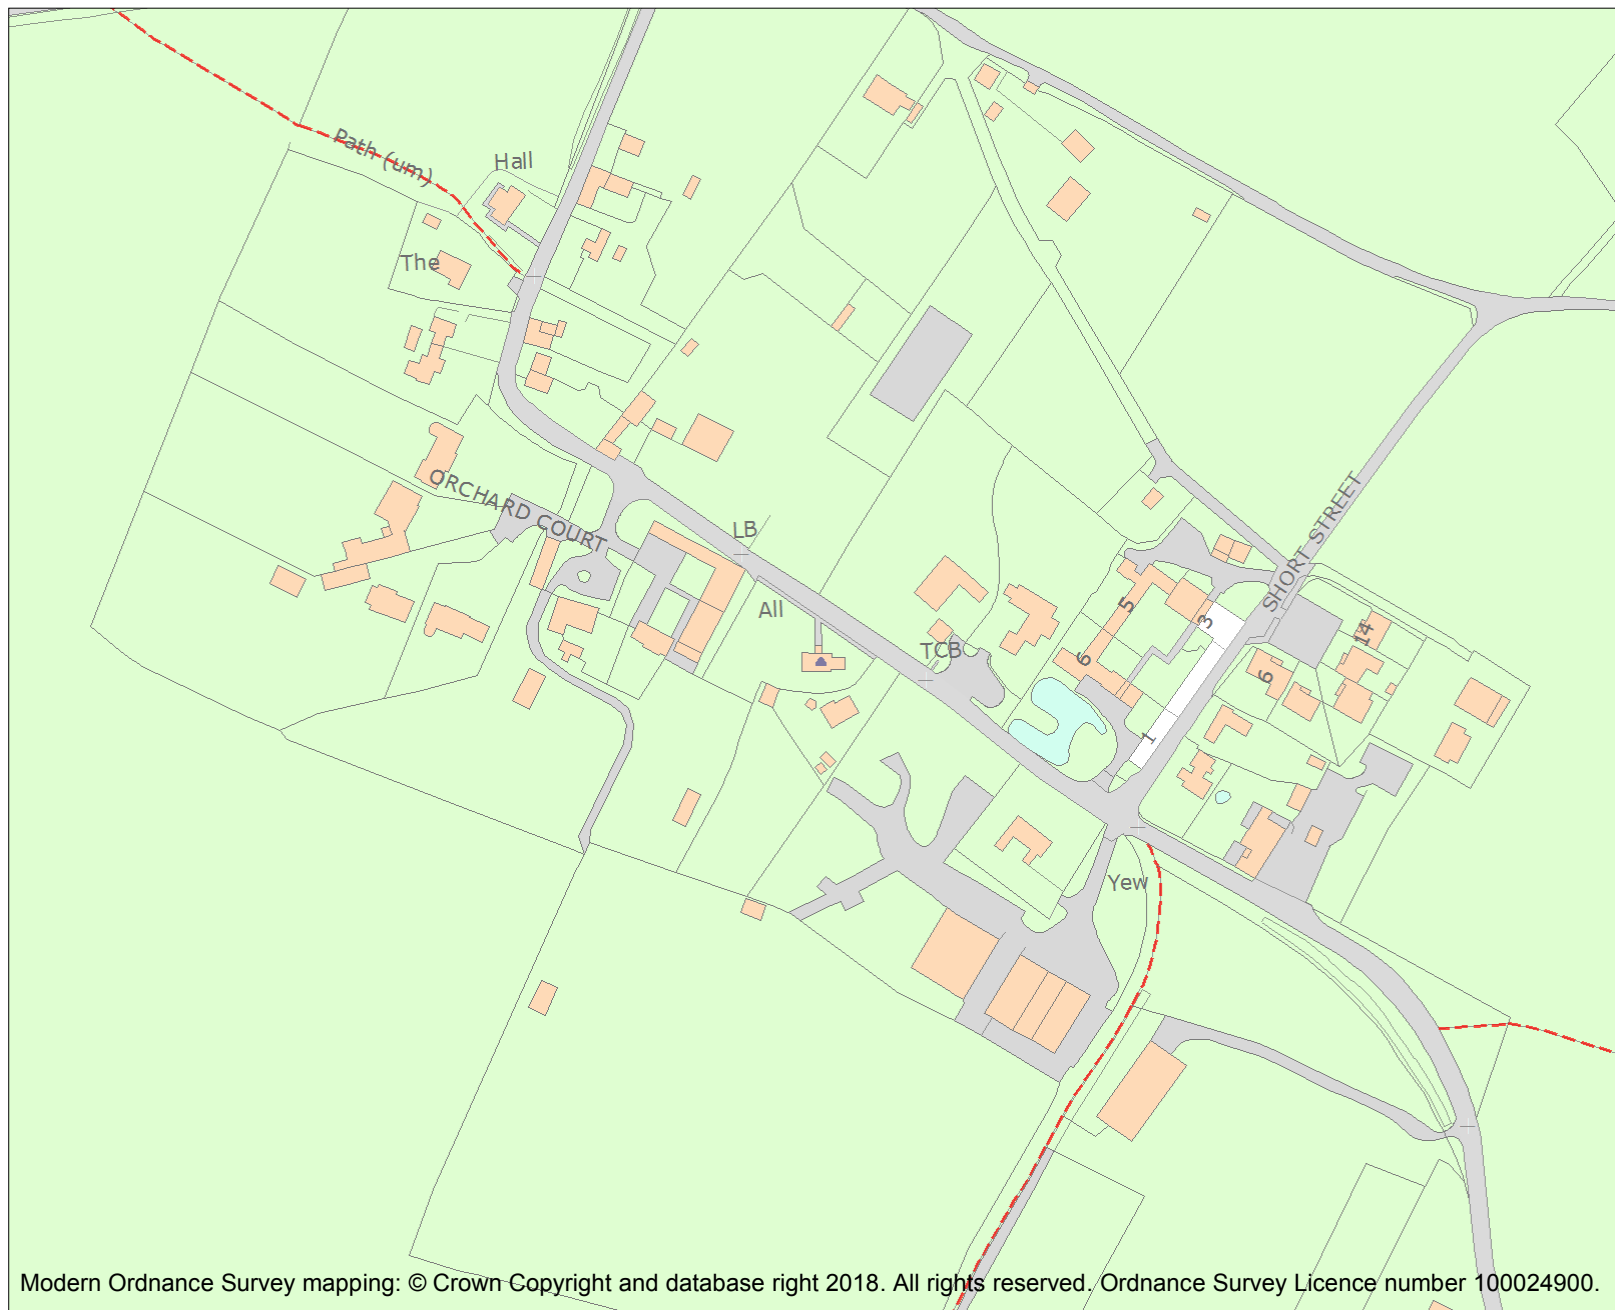 Path (um)
Hall
The
ORCHARD COURT
LB
All
TCB
SHORT STREET
5
3
6
14
6
1
Yew
Modern Ordnance Survey mapping: © Crown Copyright and database right 2018. All rights reserved. Ordnance Survey Licence number 100024900.